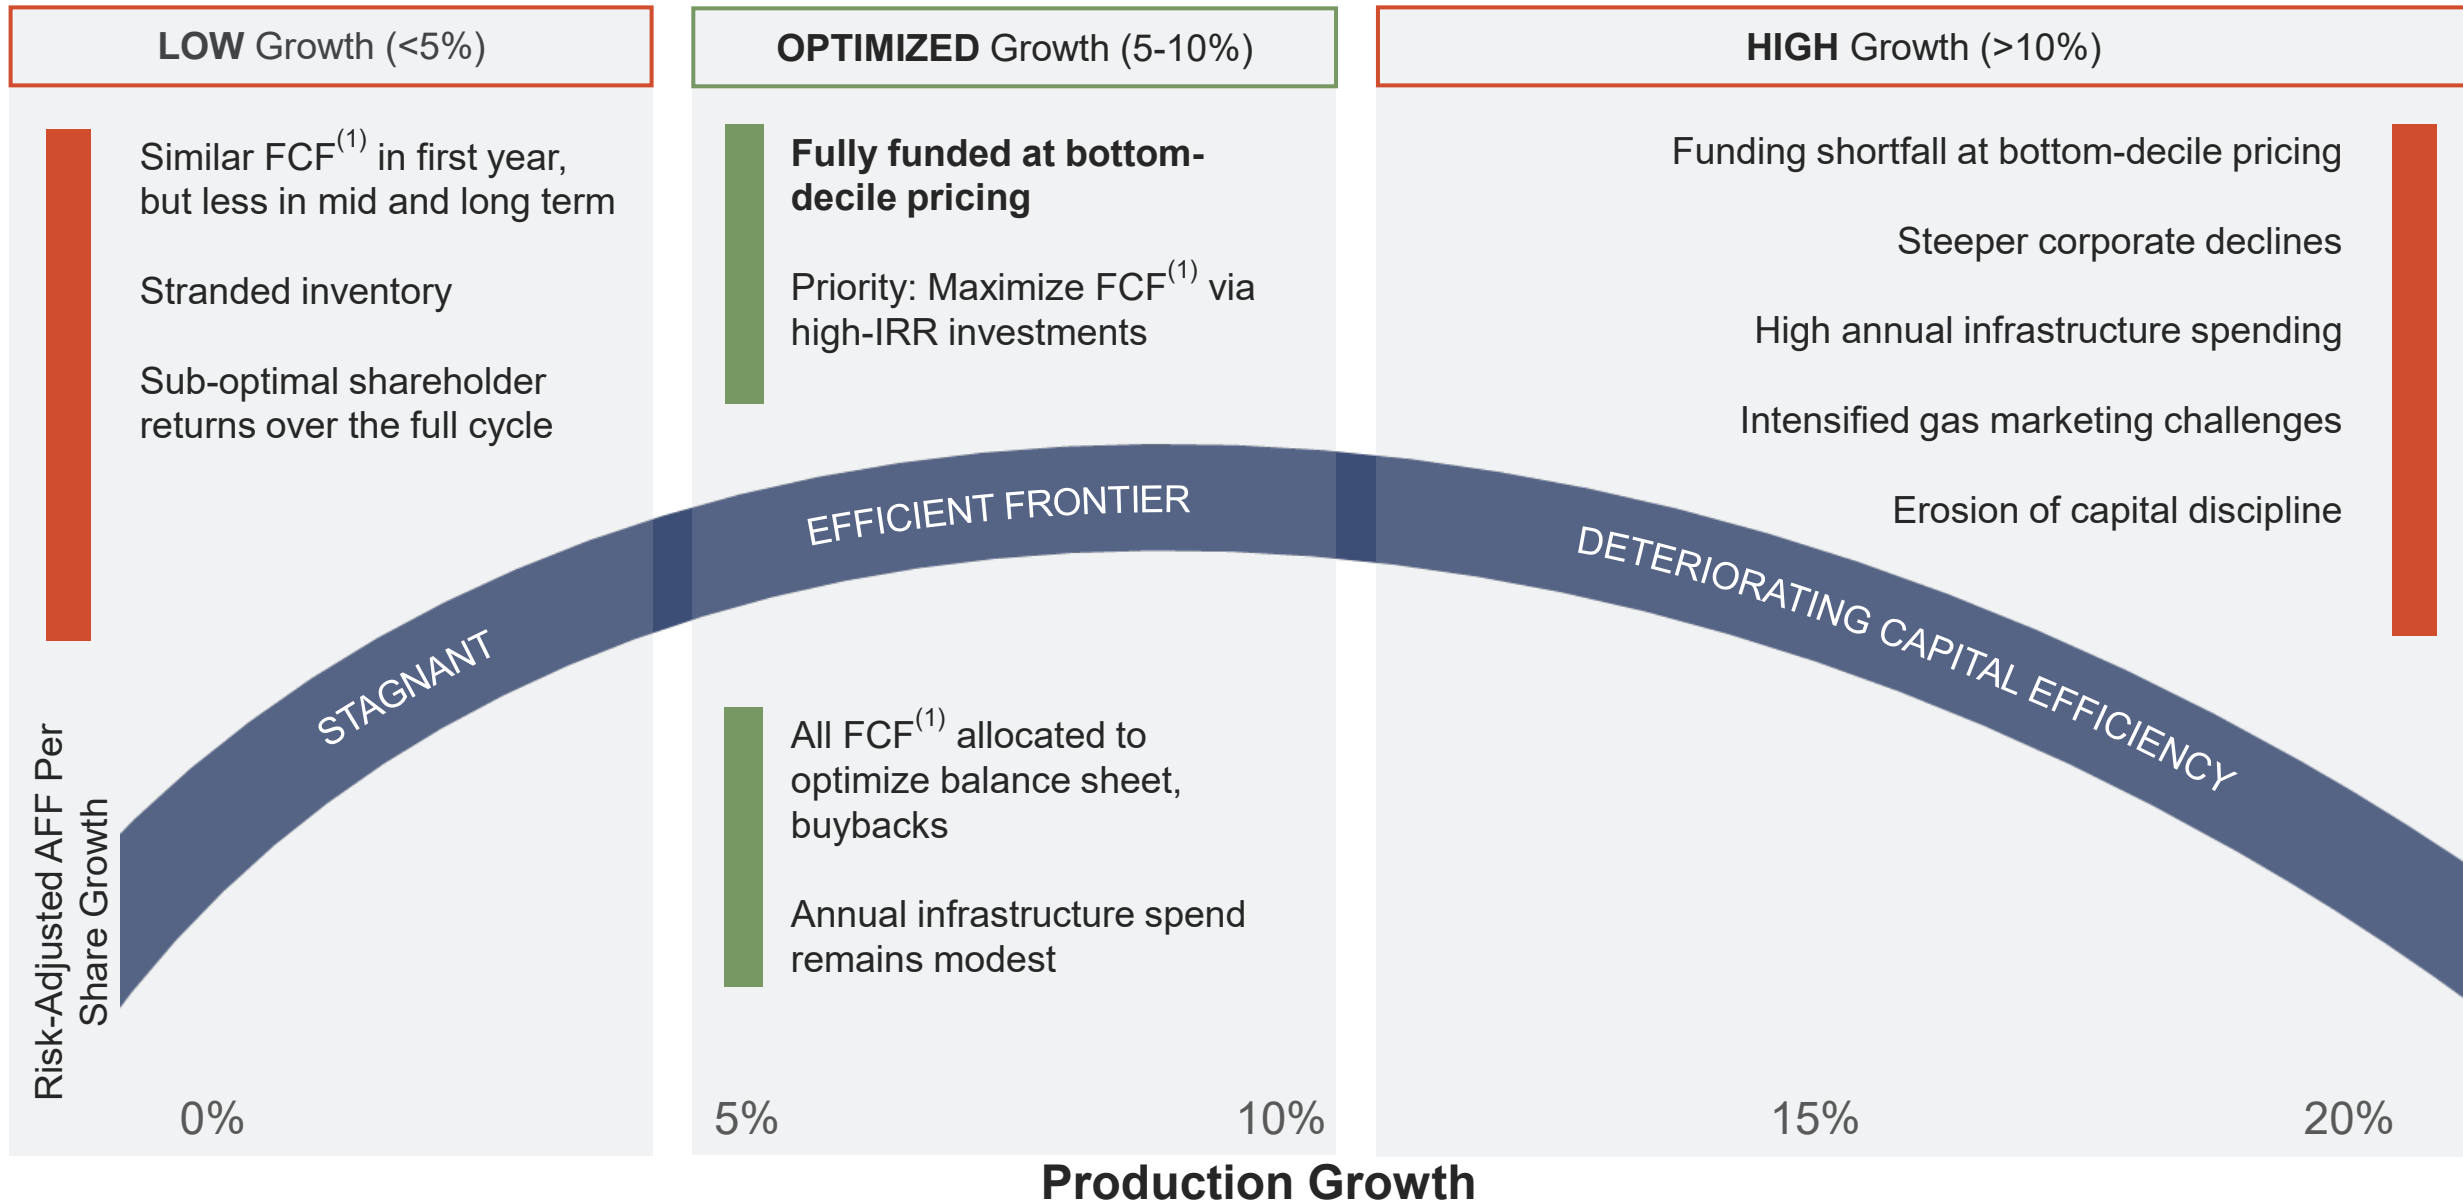 LOW Growth (<5%)
Similar FCF(1) in first year,
but less in mid and long term
Stranded inventory
Sub-optimal shareholder
returns over the full cycle
OPTIMIZED Growth (5-10%)
Fully funded at bottom-
decile pricing
Priority: Maximize FCF(1) via
high-IRR investments
HIGH Growth (>10%)
Funding shortfall at bottom-decile pricing
Steeper corporate declines
High annual infrastructure spending
Intensified gas marketing challenges
Erosion of capital discipline
STAGNANT
EFFICIENT FRONTIER
DETERIORATING CAPITAL EFFICIENCY
All FCF(1) allocated to
optimize balance sheet,
buybacks
Annual infrastructure spend
remains modest
Risk-Adjusted AFF Per
Share Growth
0%
5%
10%
15%
20%
Production Growth